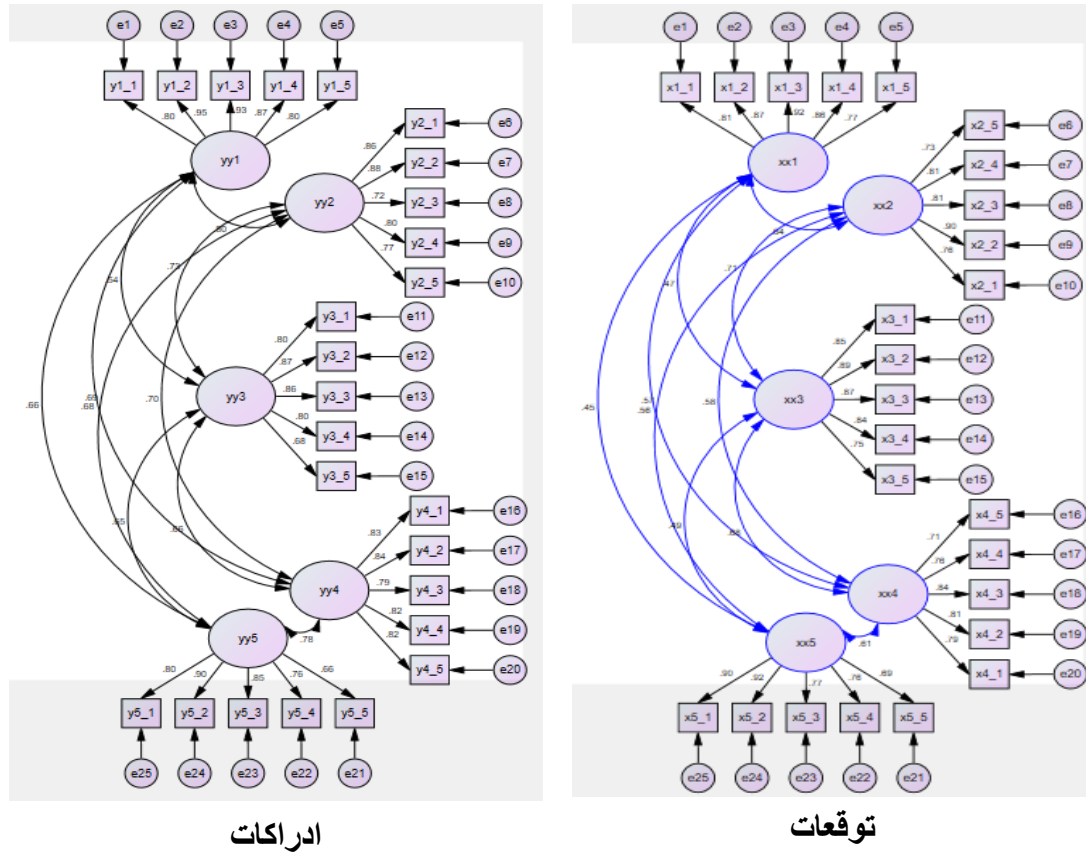 e1 e2 e3 e4 e5
y1_1 y1_2 y1_3 y1_4 y1_5
.80 .95 .93 .87 .80
yy1
y2_1 e6
.86
y2_2 e7
.88
yy2
.72 y2_3 e8
.80
y2_4 e9
.77
y2_5 e10
.73
.54
y3_1 e11
.80
y3_2 e12
.87
yy3
.86 y3_3 e13
.80
y3_4 e14
.68
y3_5 e15
.66
.68
.70
y4_1 e16
.83
y4_2 e17
.84
yy4
.79 y4_3 e18
.82
y4_4 e19
.82
y4_5 e20
yy5
.78
.80 .90 .85 .76 .66
y5_1 y5_2 y5_3 y5_4 y5_5
e25 e24 e23 e22 e21
ادراكات
e1 e2 e3 e4 e5
x1_1 x1_2 x1_3 x1_4 x1_5
.81 .87 .92 .77
xx1
x2_5 e6
.73
x2_4 e7
.81
xx2
.81 x2_3 e8
.90
x2_2 e9
.76
x2_1 e10
.71
.47
x3_1 e11
.85
x3_2 e12
.89
xx3
.87 x3_3 e13
.84
x3_4 e14
.75
x3_5 e15
.45
.56
.58
.49
x4_5 e16
.71
x4_4 e17
xx4
.84 x4_3 e18
.81
x4_2 e19
.79
x4_1 e20
xx5
.61
.90 .92 .77
x5_1 x5_2 x5_3 x5_4 x5_5
e25 e24 e23 e22 e21
توقعات